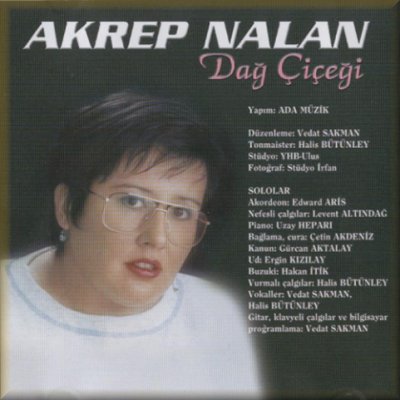 AKREP NALAN
Dağ Çiçeği
Yapım: ADA MÜZİK
Düzenleme: Vedat SAKMAN
Tonmaister: Halis BÜTÜNLEY
Stüdyo: YHB-Ulus
Fotoğraf: Stüdyo İrfan
SOLOLAR
Akordeon: Edward ARİS
Nefesli çalgılar: Levent ALTINDAĞ
Piano: Uzay HEPARI
Bağlama, cura: Çetin AKDENİZ
Kanun: Gürcan AKTALAY
Ud: Ergin KIZILAY
Buzuki: Hakan İTİK
Vurmalı çalgılar: Halis BÜTÜNLEY
Vokaller: Vedat SAKMAN,
Halis BÜTÜNLEY
Gitar, klavyeli çalgılar ve bilgisayar
proğramlama: Vedat SAKMAN